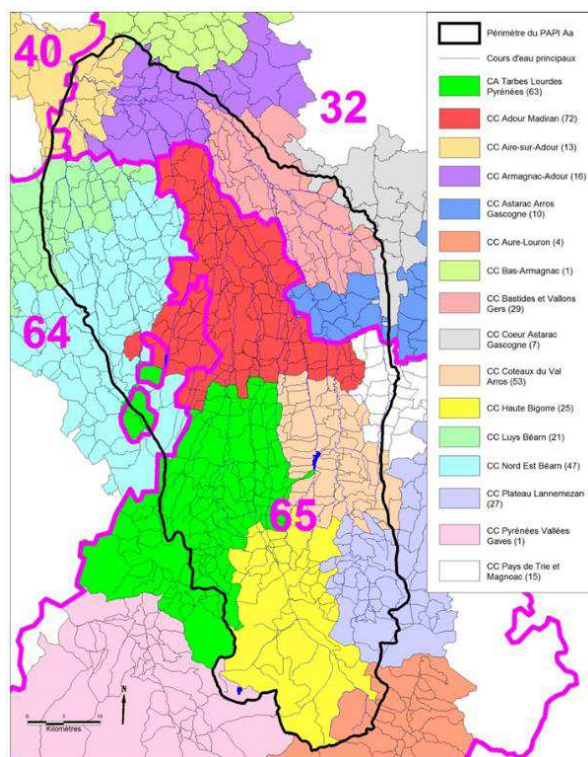 40
32
64
65
N
0
5
10
Kilomètres
Périmètre du PAPI Aa
Cours d'eau principaux
CA Tarbes Lourdes
Pyrénées (63)
CC Adour Madiran (72)
CC Aire-sur-Adour (13)
CC Armagnac-Adour (16)
CC Astarac Arros
Gascogne (10)
CC Aure-Louron (4)
CC Bas-Armagnac (1)
CC Bastides et Vallons
Gers (29)
CC Coeur Astarac
Gascogne (7)
CC Coteaux du Val
Arros (53)
CC Haute Bigorre (25)
CC Luys Béarn (21)
CC Nord Est Béarn (47)
CC Plateau Lannemezan
(27)
CC Pyrénées Vallées
Gaves (1)
CC Pays de Trie et
Magnoac (15)